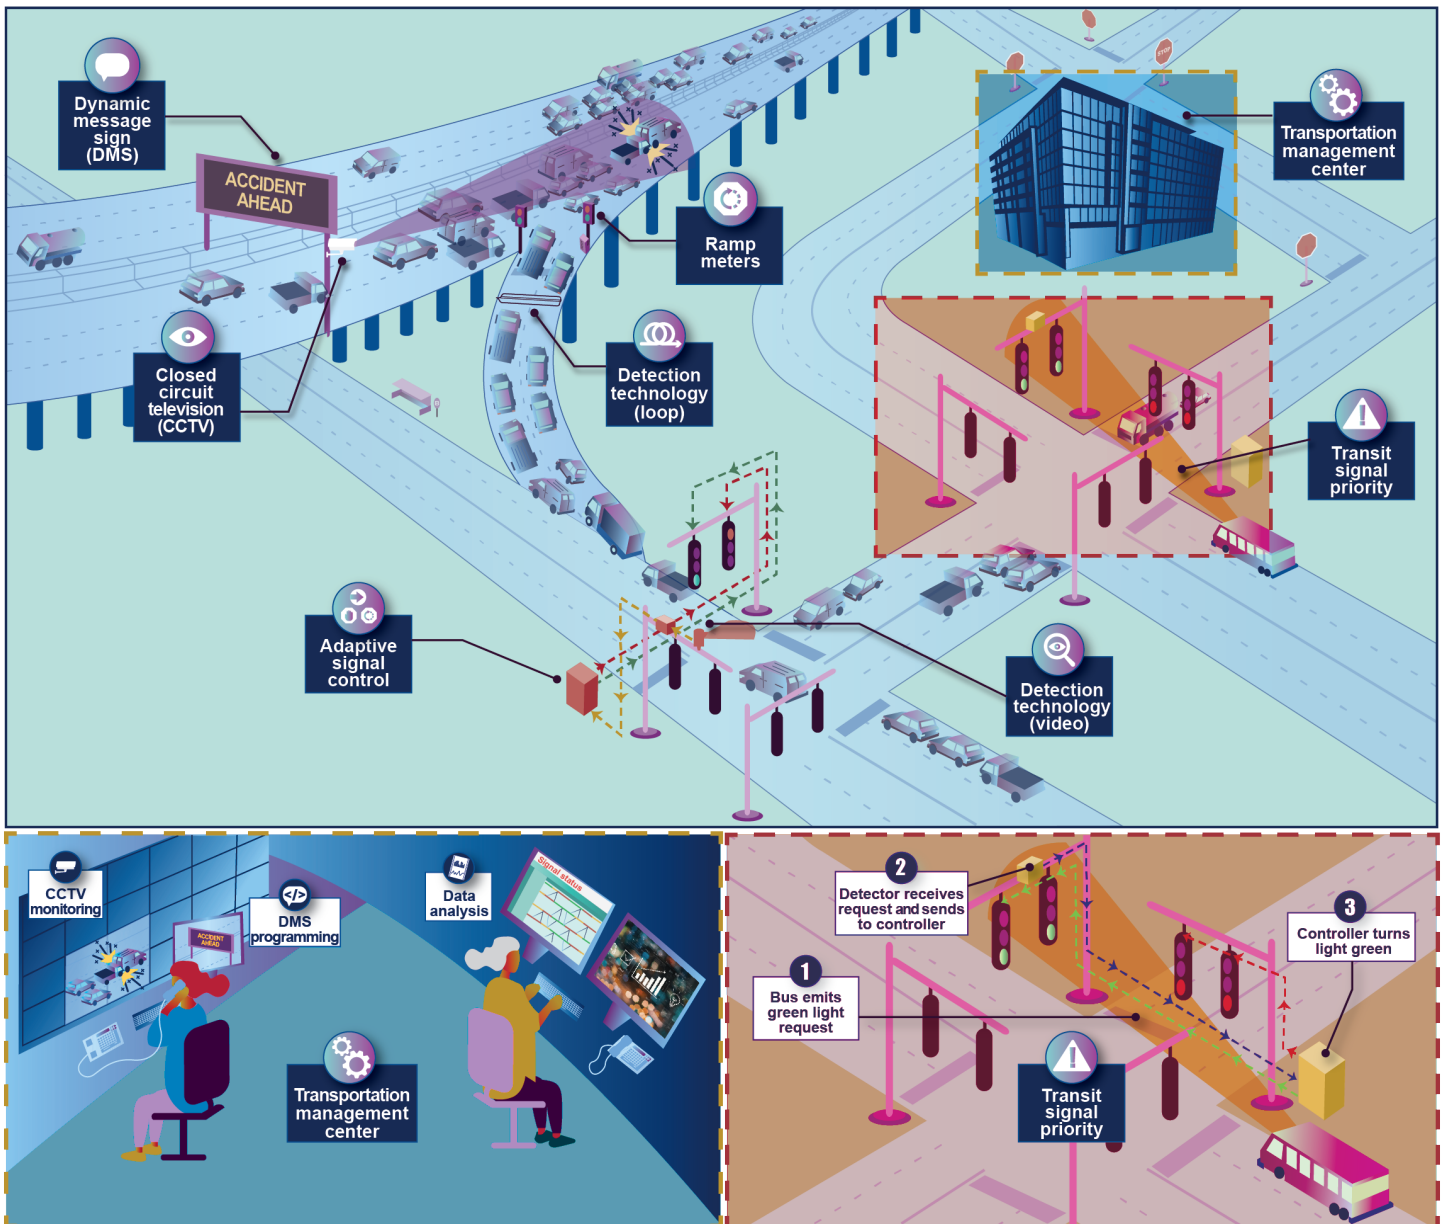 Dynamic
message
sign
(DMS)
ACCIDENT
AHEAD
Closed
circuit
television
(CCTV)
Ramp
meters
Detection
technology
(loop)
STOP
Transportation
management
center
Transit
signal
priority
Adaptive
signal
control
Detection
technology
(video)
CCTV
monitoring
DMS
programming
ACCIDENT
AHEAD
Data
analysis
Signal status
Transportation
management
center
1
Bus emits
green light
request
2
Detector receives
request and sends
to controller
3
Controller turns
light green
Transit
signal
priority